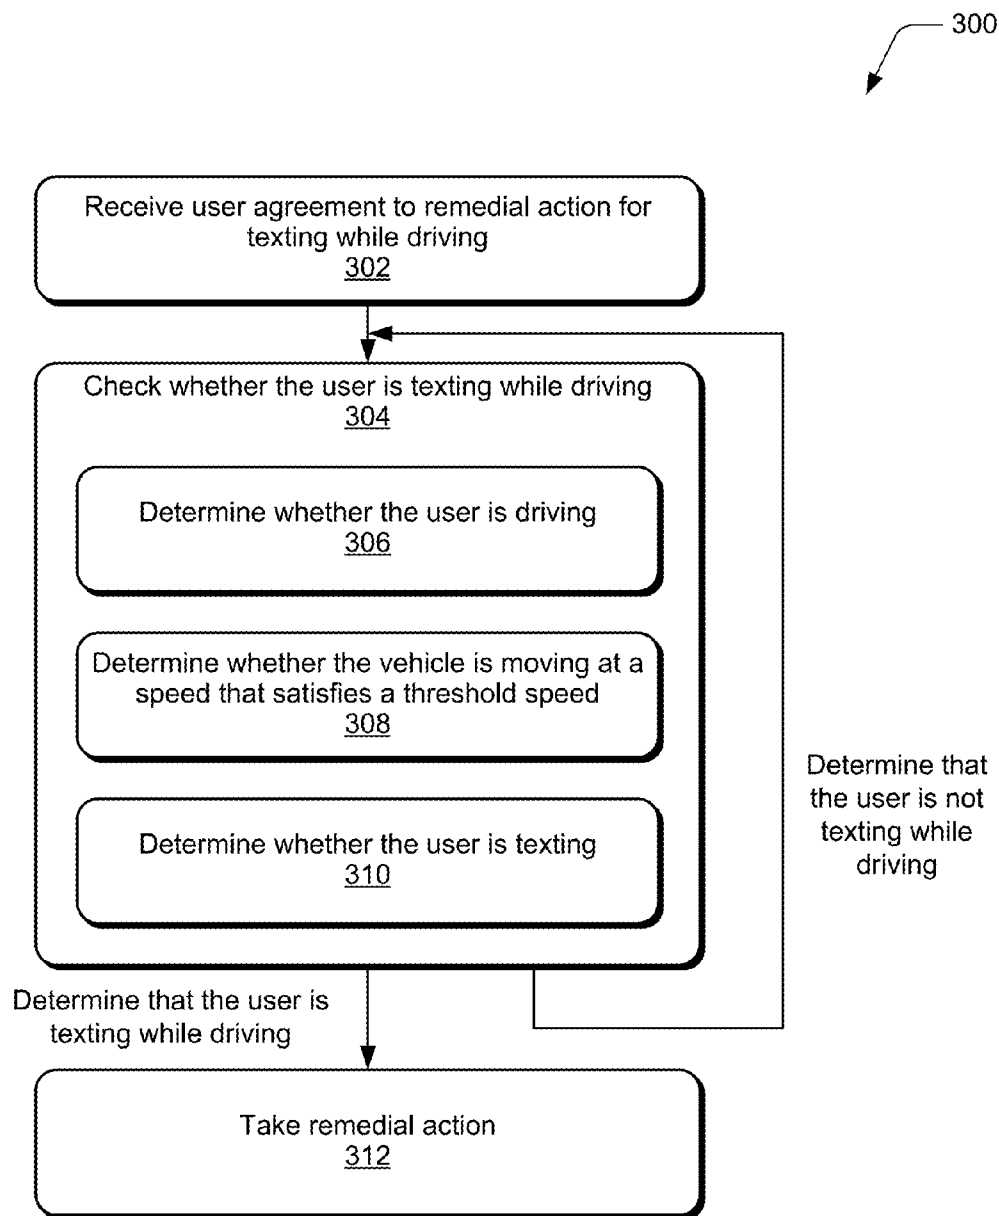 300
Receive user agreement to remedial action for
texting while driving
302
Check whether the user is texting while driving
304
Determine whether the user is driving
306
Determine whether the vehicle is moving at a
speed that satisfies a threshold speed
308
Determine whether the user is texting
310
Determine that
the user is not
texting while
driving
Determine that the user is
texting while driving
Take remedial action
312